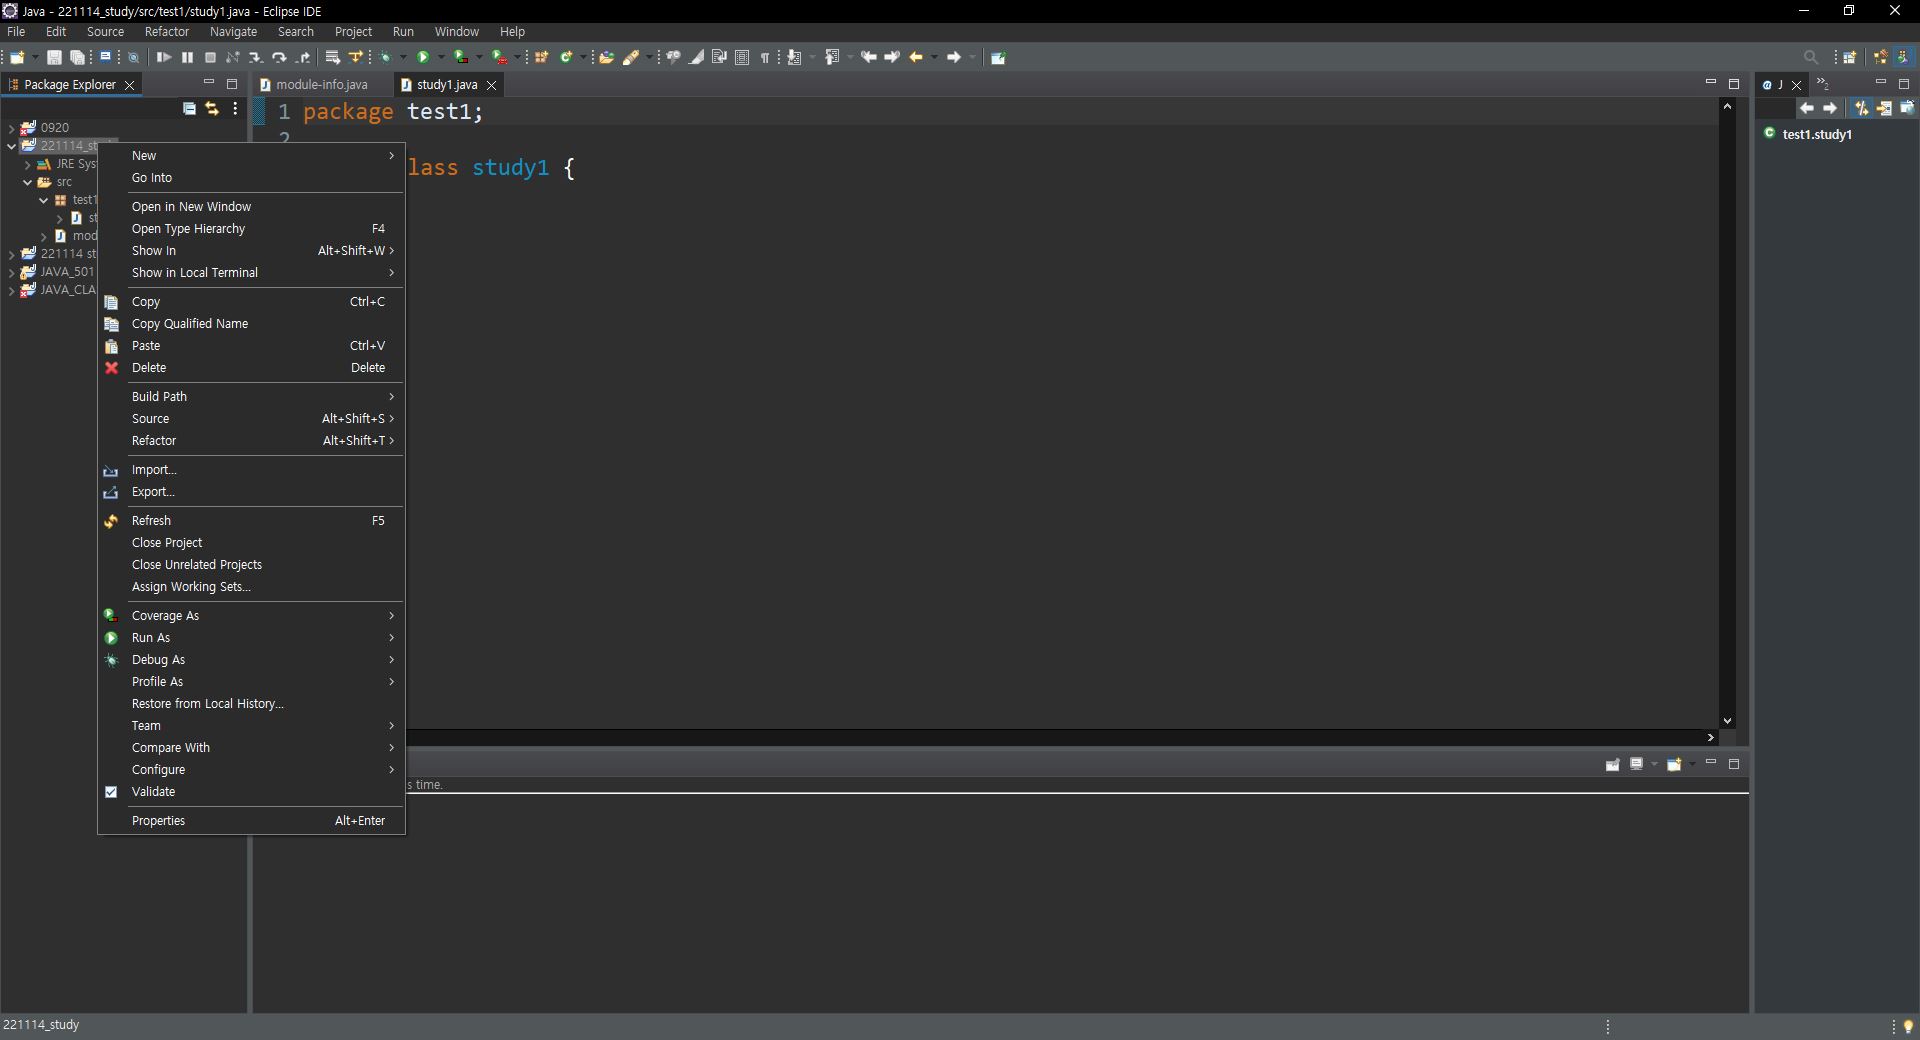 Java - 221114_study/src/test1/study1.java - Eclipse IDE
File Edit Source Refactor Navigate Search Project Run Window Help
Package Explorer
module-info.java
study1.java
J
2
1 package test1;
2
lass study1 {
test1.study1
0920
221114_st
JRE Sys
src
test1
st
mod
221114 st
JAVA_501
JAVA_CLA
New
Go Into
Open in New Window
Open Type Hierarchy F4
Show In Alt+Shift+W
Show in Local Terminal
Copy Ctrl+C
Copy Qualified Name
Paste Ctrl+V
Delete Delete
Build Path
Source Alt+Shift+S
Refactor Alt+Shift+T
Import...
Export...
Refresh F5
Close Project
Close Unrelated Projects
Assign Working Sets...
Coverage As
Run As
Debug As
Profile As
Restore from Local History...
Team
Compare With
Configure
Validate
Properties Alt+Enter
s time.
221114_study